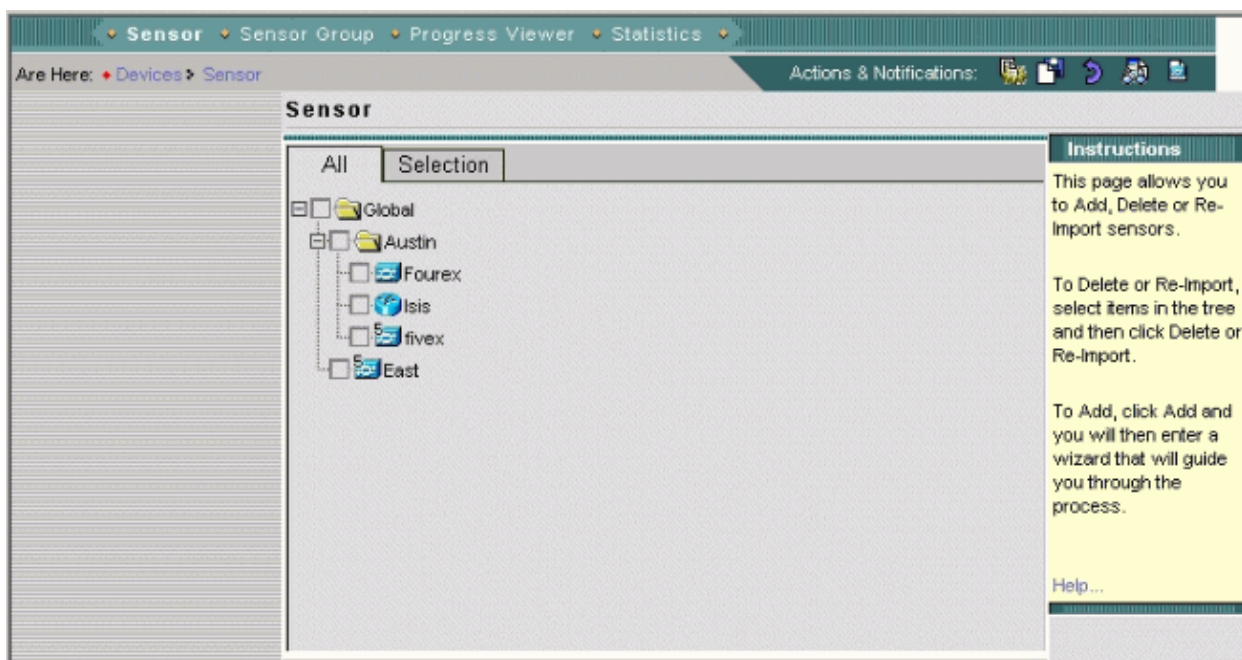 Sensor Sensor Group Progress Viewer Statistics
Are Here: Devices Sensor
Actions & Notifications:
Sensor
All
Selection
Global
Austin
Fourex
Isis
5 fivex
5 East
Instructions
This page allows you
to Add, Delete or Re-
Import sensors.
To Delete or Re-Import,
select items in the tree
and then click Delete or
Re-Import.
To Add, click Add and
you will then enter a
wizard that will guide
you through the
process.
Help...